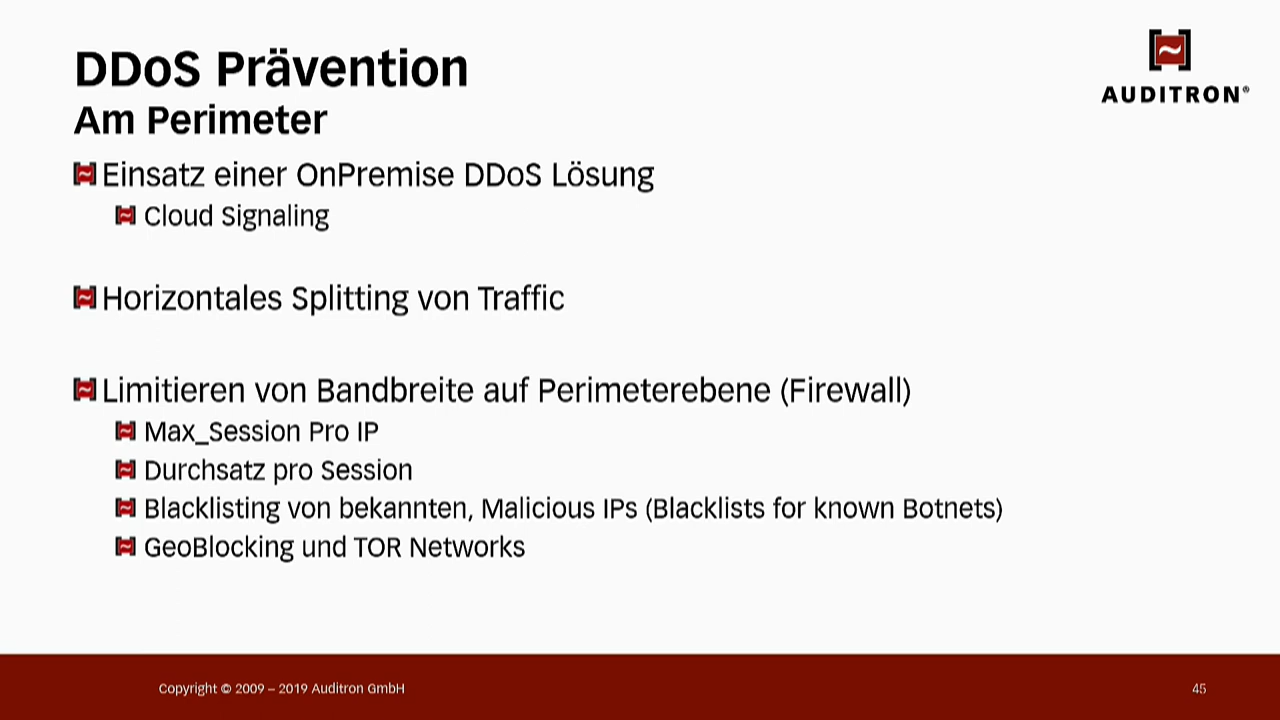 DDoS Prävention
Am Perimeter
AUDITRON®
Einsatz einer OnPremise DDoS Lösung
Cloud Signaling
Horizontales Splitting von Traffic
Limitieren von Bandbreite auf Perimeterebene (Firewall)
Max_Session Pro IP
Durchsatz pro Session
Blacklisting von bekannten, Malicious IPs (Blacklists for known Botnets)
GeoBlocking und TOR Networks
Copyright © 2009 – 2019 Auditron GmbH
45